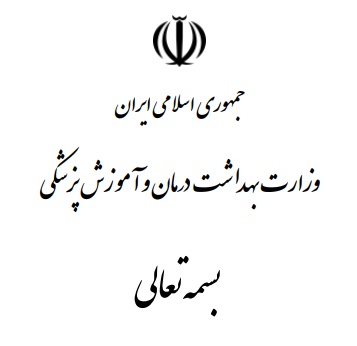 جمهوری اسلامی ایران
وزارت بهداشت درمان و آموزش پزشکی
بسمه تعالی